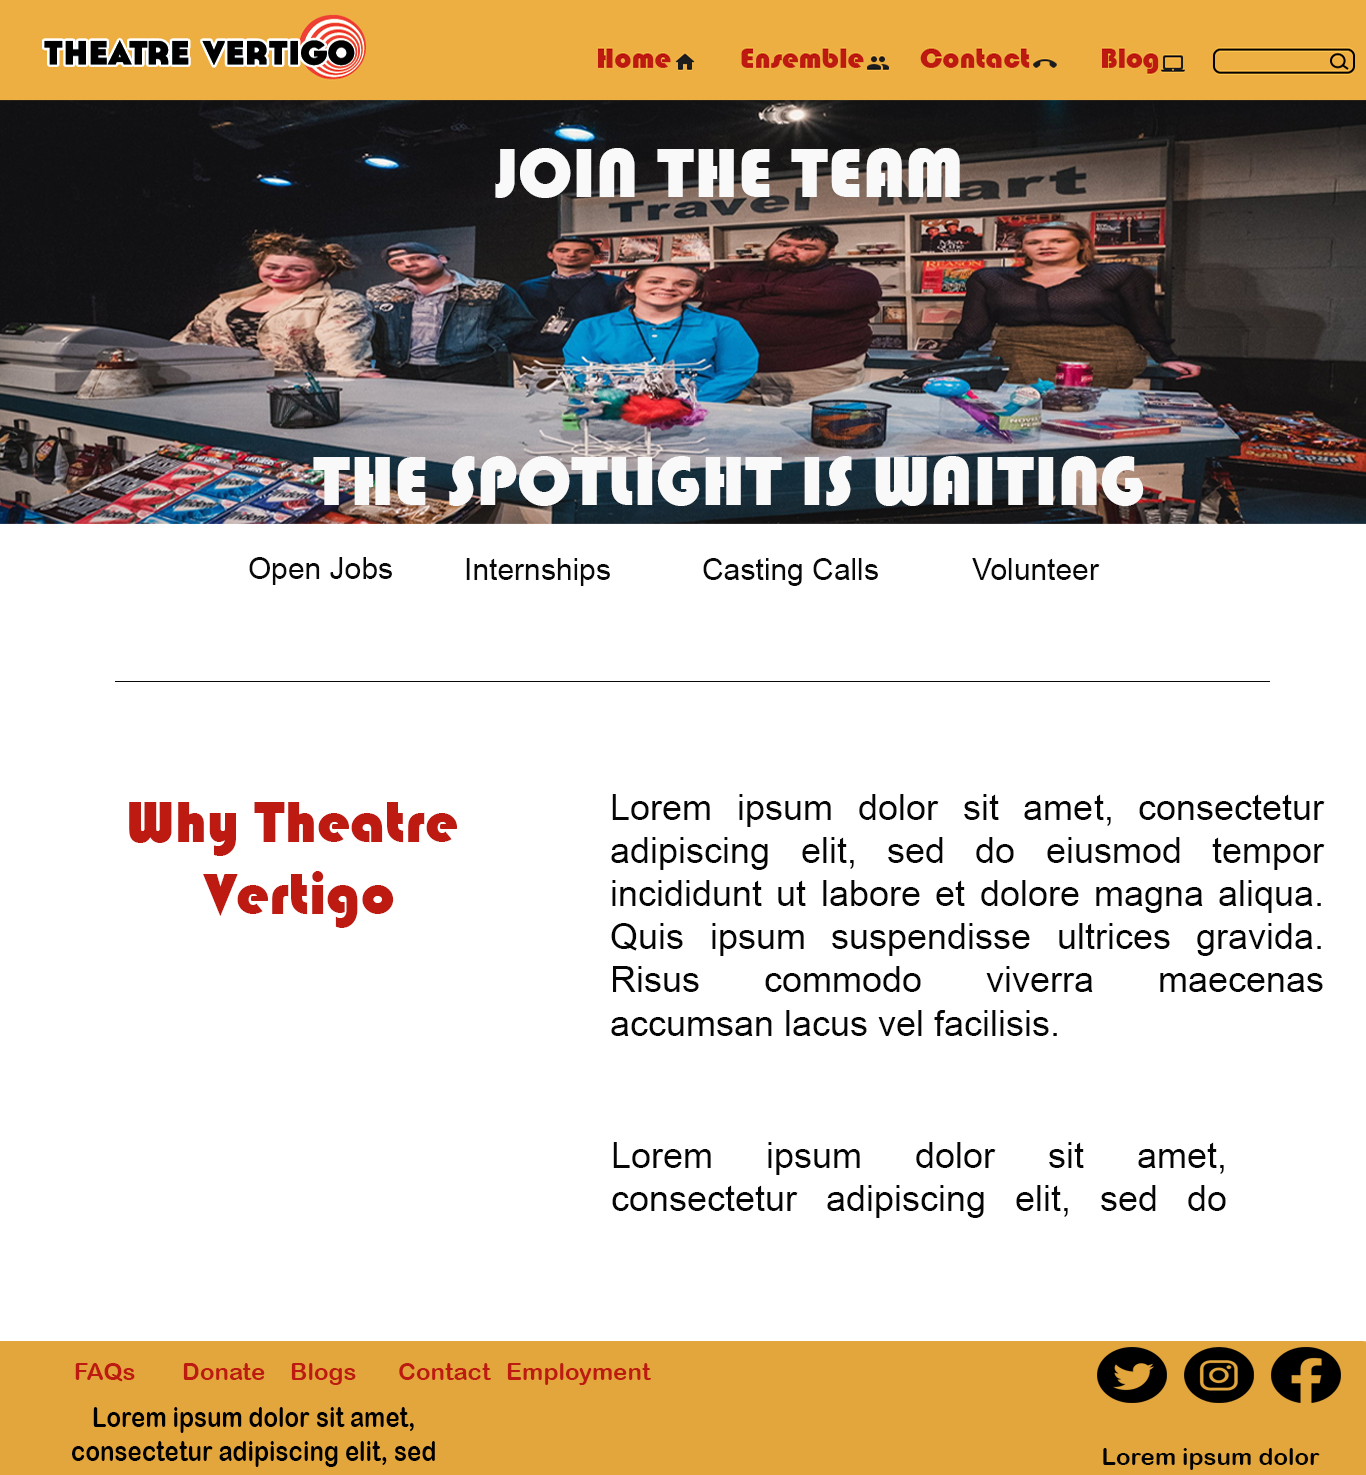 THEATRE VERTIGO
Home Ensemble Contact Blog
JOIN THE TEAM
Travel Mart
REASON
THE SPOTLIGHT IS WAITING
Open Jobs Internships Casting Calls Volunteer
Why Theatre
Vertigo
Lorem ipsum dolor sit amet, consectetur
adipiscing elit, sed do eiusmod tempor
incididunt ut labore et dolore magna aliqua.
Quis ipsum suspendisse ultrices gravida.
Risus commodo viverra maecenas
accumsan lacus vel facilisis.
Lorem ipsum dolor sit amet,
consectetur adipiscing elit, sed do
FAQs Donate Blogs Contact Employment
Lorem ipsum dolor sit amet,
consectetur adipiscing elit, sed
Lorem ipsum dolor